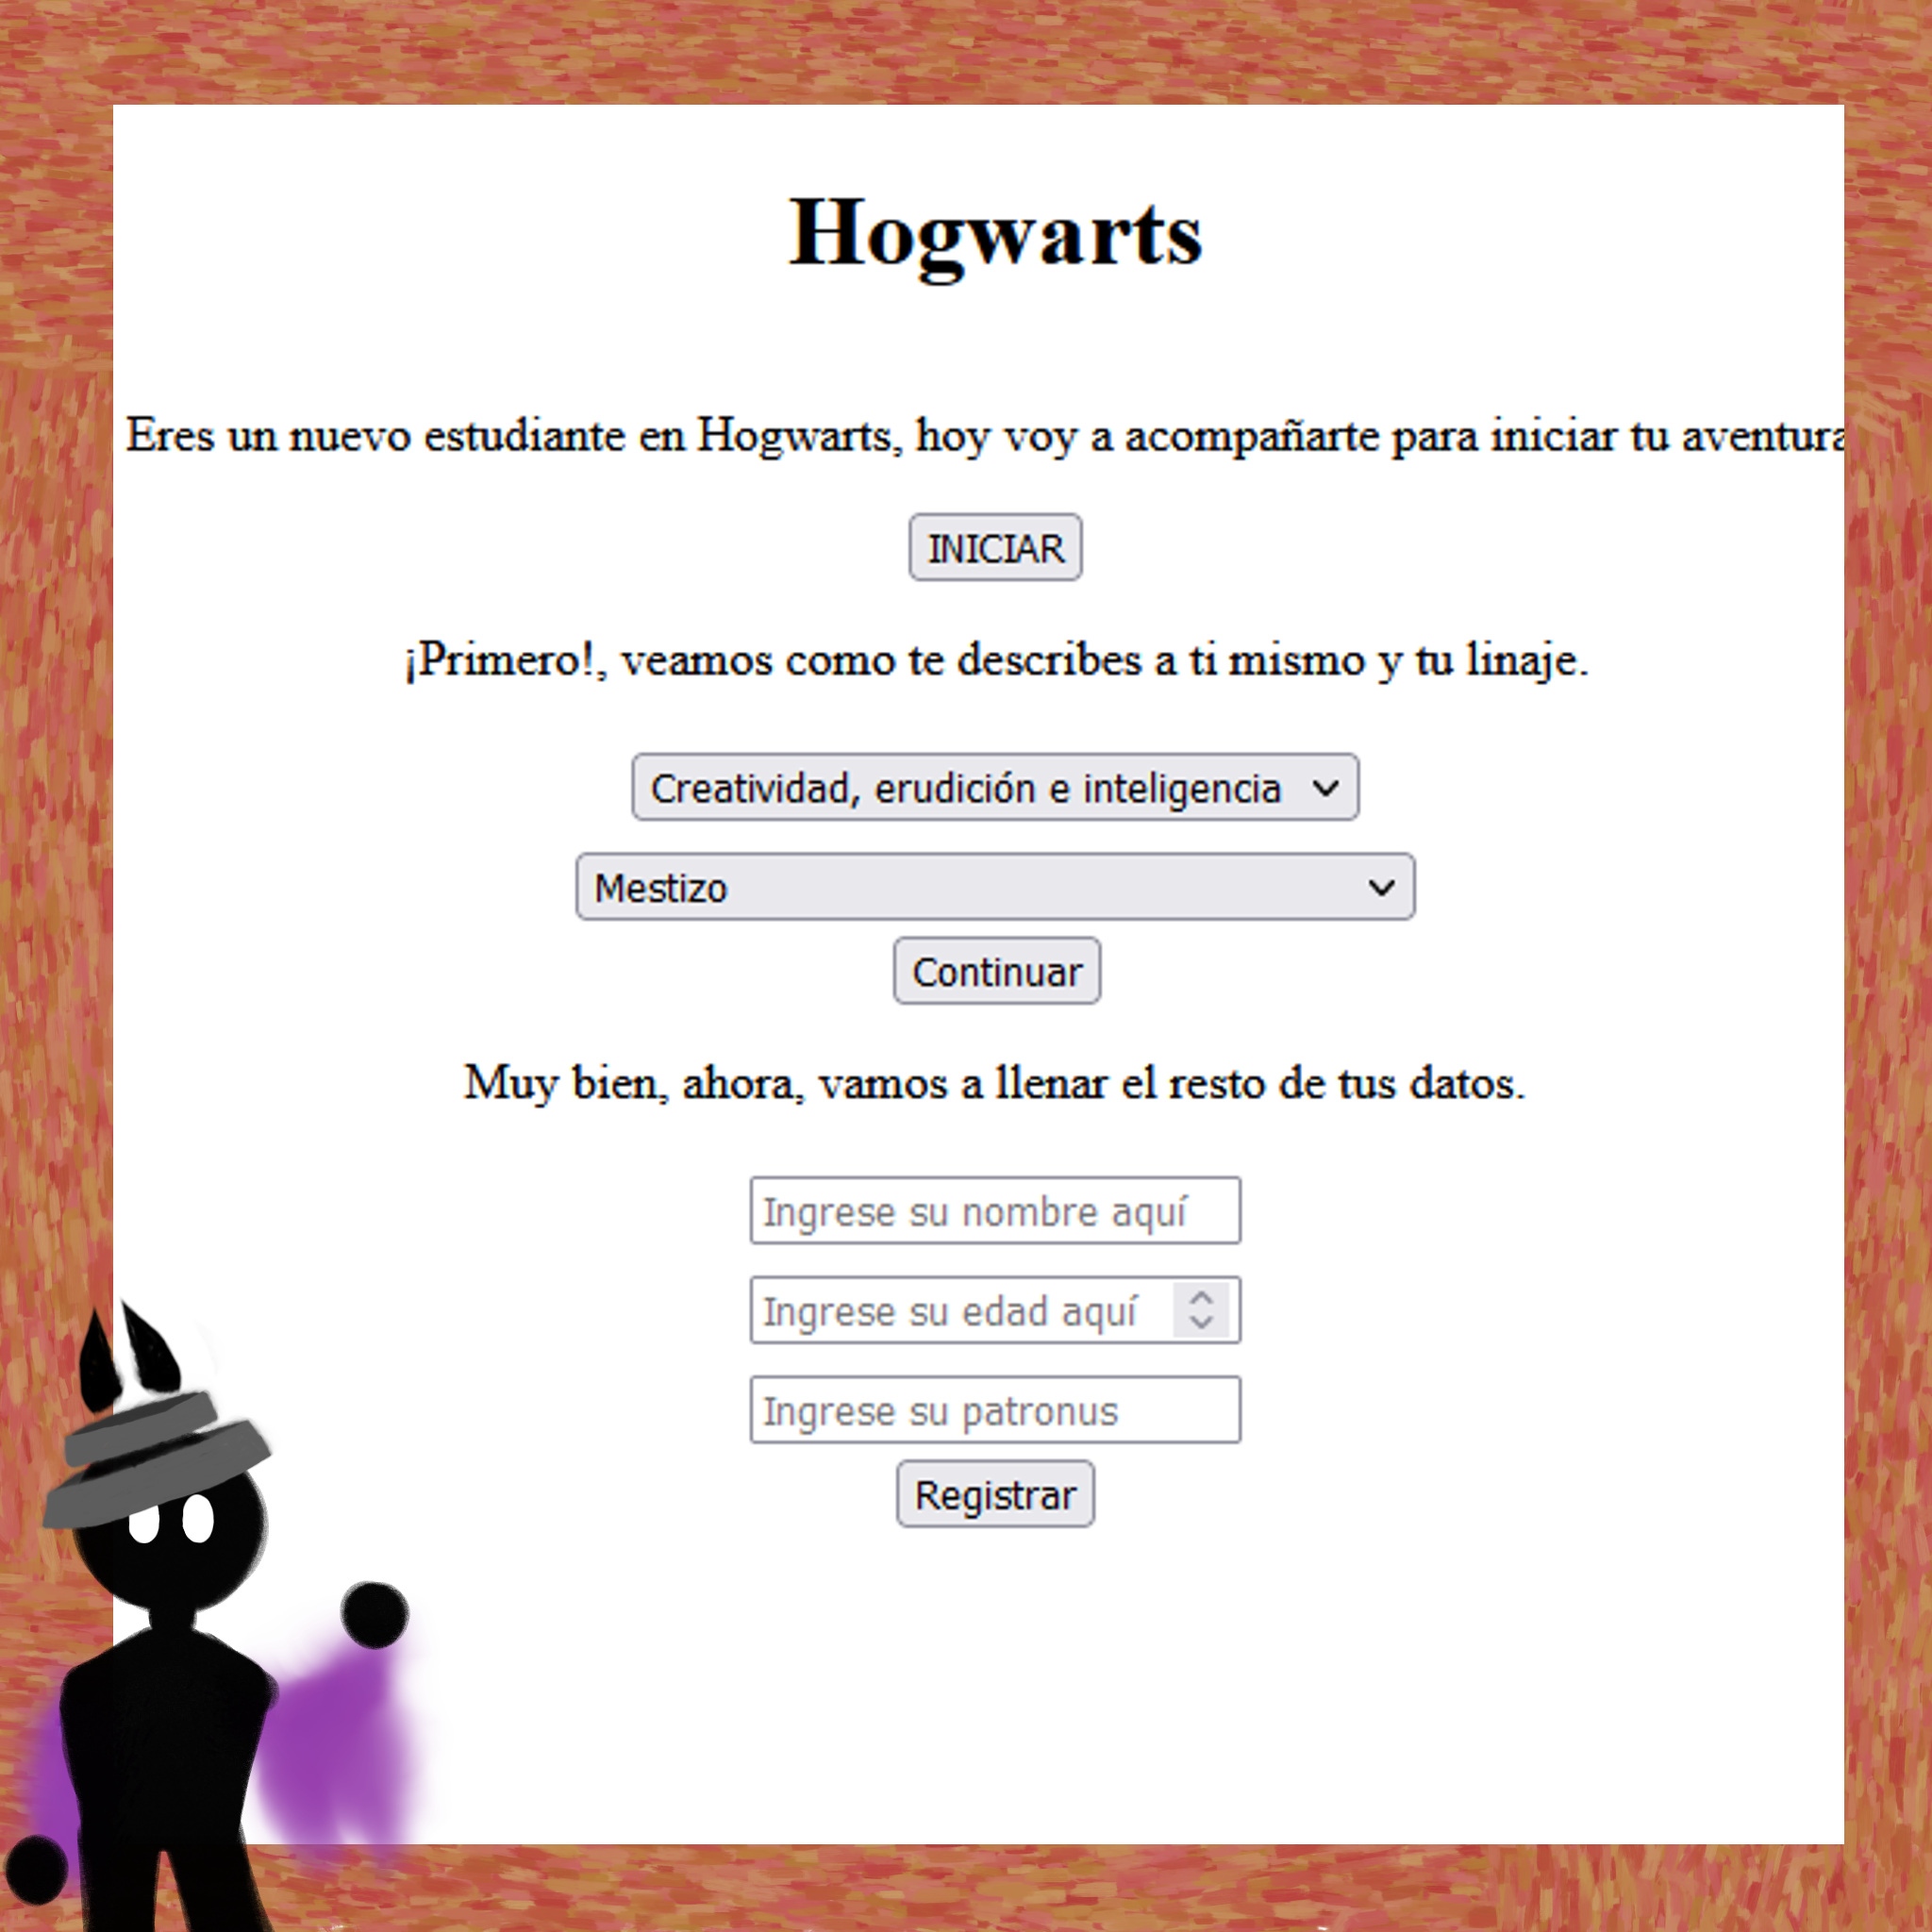 Hogwarts
Eres un nuevo estudiante en Hogwarts, hoy voy a acompañarte para iniciar tu aventura
INICIAR
¡Primero!, veamos como te describes a ti mismo y tu linaje.
Creatividad, erudición e inteligencia
Mestizo
Continuar
Muy bien, ahora, vamos a llenar el resto de tus datos.
Ingrese su nombre aquí
Ingrese su edad aquí
Ingrese su patronus
Registrar